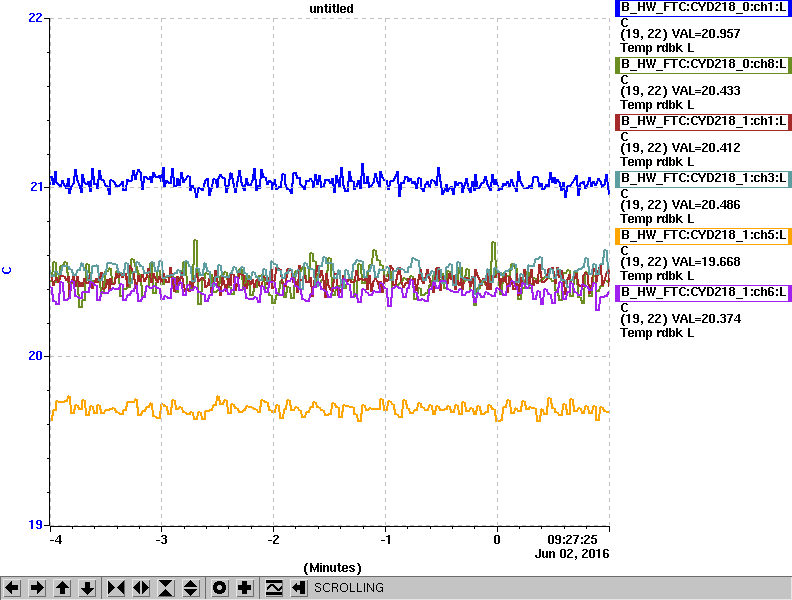 untitled
22
21
20
19
C
-4
-3
-2
-1
0
09:27:25
Jun 02, 2016
(Minutes)
B_HW_FTC:CYD218_0:ch1:L
C
(19, 22) VAL=20.957
Temp rdbk L
B_HW_FTC:CYD218_0:ch8:L
C
(19, 22) VAL=20.433
Temp rdbk L
B_HW_FTC:CYD218_1:ch1:L
C
(19, 22) VAL=20.412
Temp rdbk L
B_HW_FTC:CYD218_1:ch3:L
C
(19, 22) VAL=20.486
Temp rdbk L
B_HW_FTC:CYD218_1:ch5:L
C
(19, 22) VAL=19.668
Temp rdbk L
B_HW_FTC:CYD218_1:ch6:L
C
(19, 22) VAL=20.374
Temp rdbk L
SCROLLING